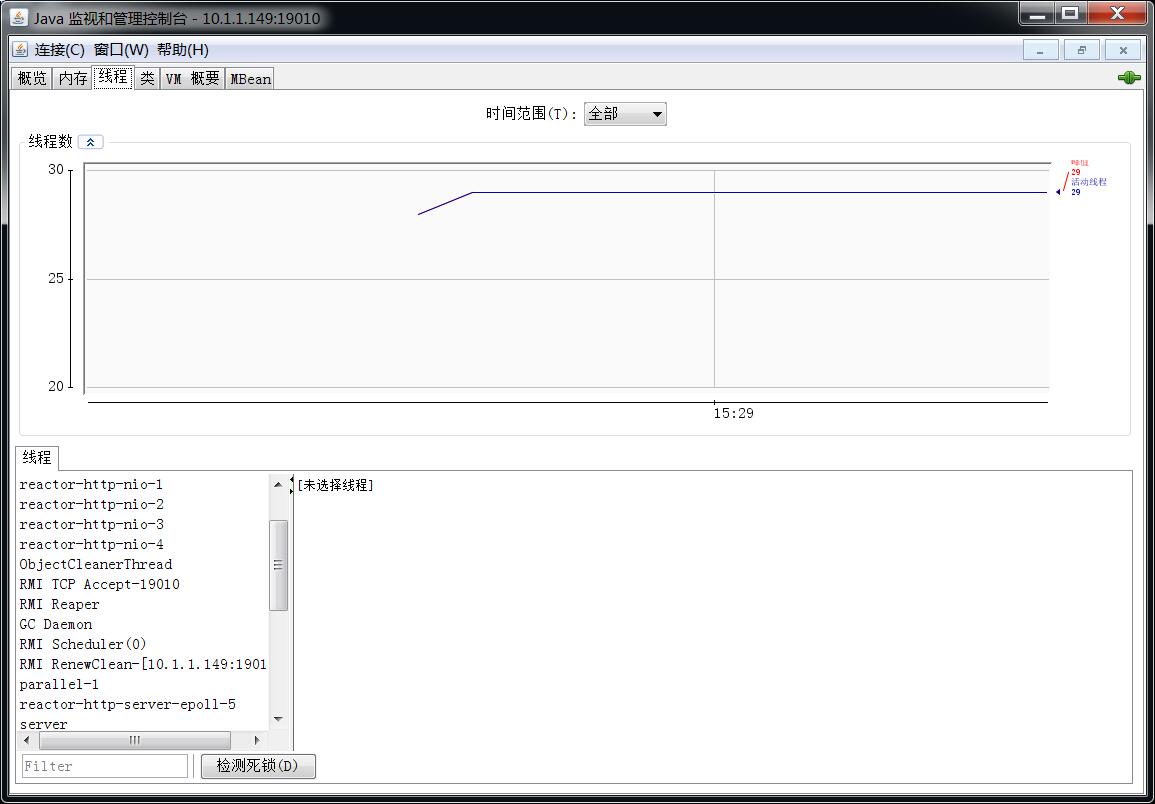 Java 监视和管理控制台 - 10.1.1.149:19010
连接(C) 窗口(W) 帮助(H)
概览 内存 线程 类 VM 概要 MBean
时间范围(T): 全部
线程数
30
25
20
15:29
峰值
29
活动线程
29
线程
reactor-http-nio-1
reactor-http-nio-2
reactor-http-nio-3
reactor-http-nio-4
ObjectCleanerThread
RMI TCP Accept-19010
RMI Reaper
GC Daemon
RMI Scheduler(0)
RMI RenewClean-[10.1.1.149:1901
parallel-1
reactor-http-server-epoll-5
server
[未选择线程]
Filter
检测死锁(D)